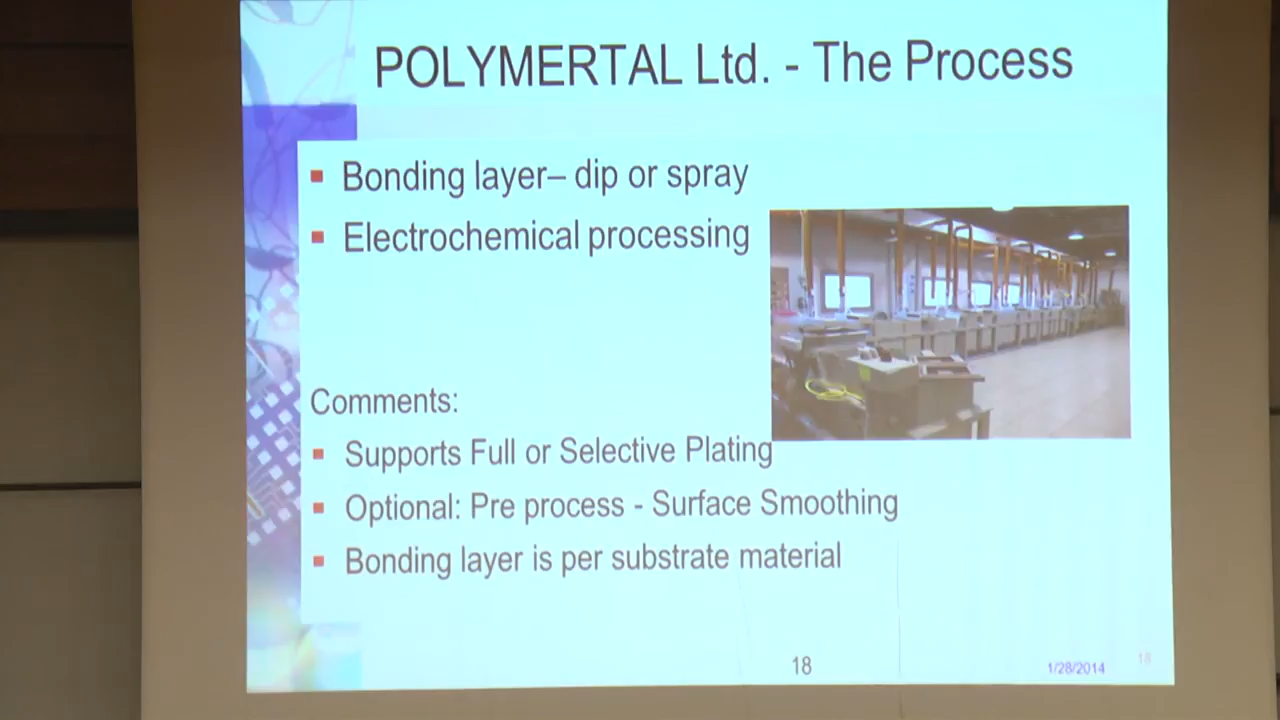 POLYMERTAL Ltd. - The Process
Bonding layer– dip or spray
Electrochemical processing
Comments:
Supports Full or Selective Plating
Optional: Pre process - Surface Smoothing
Bonding layer is per substrate material
18
1/28/2014
18